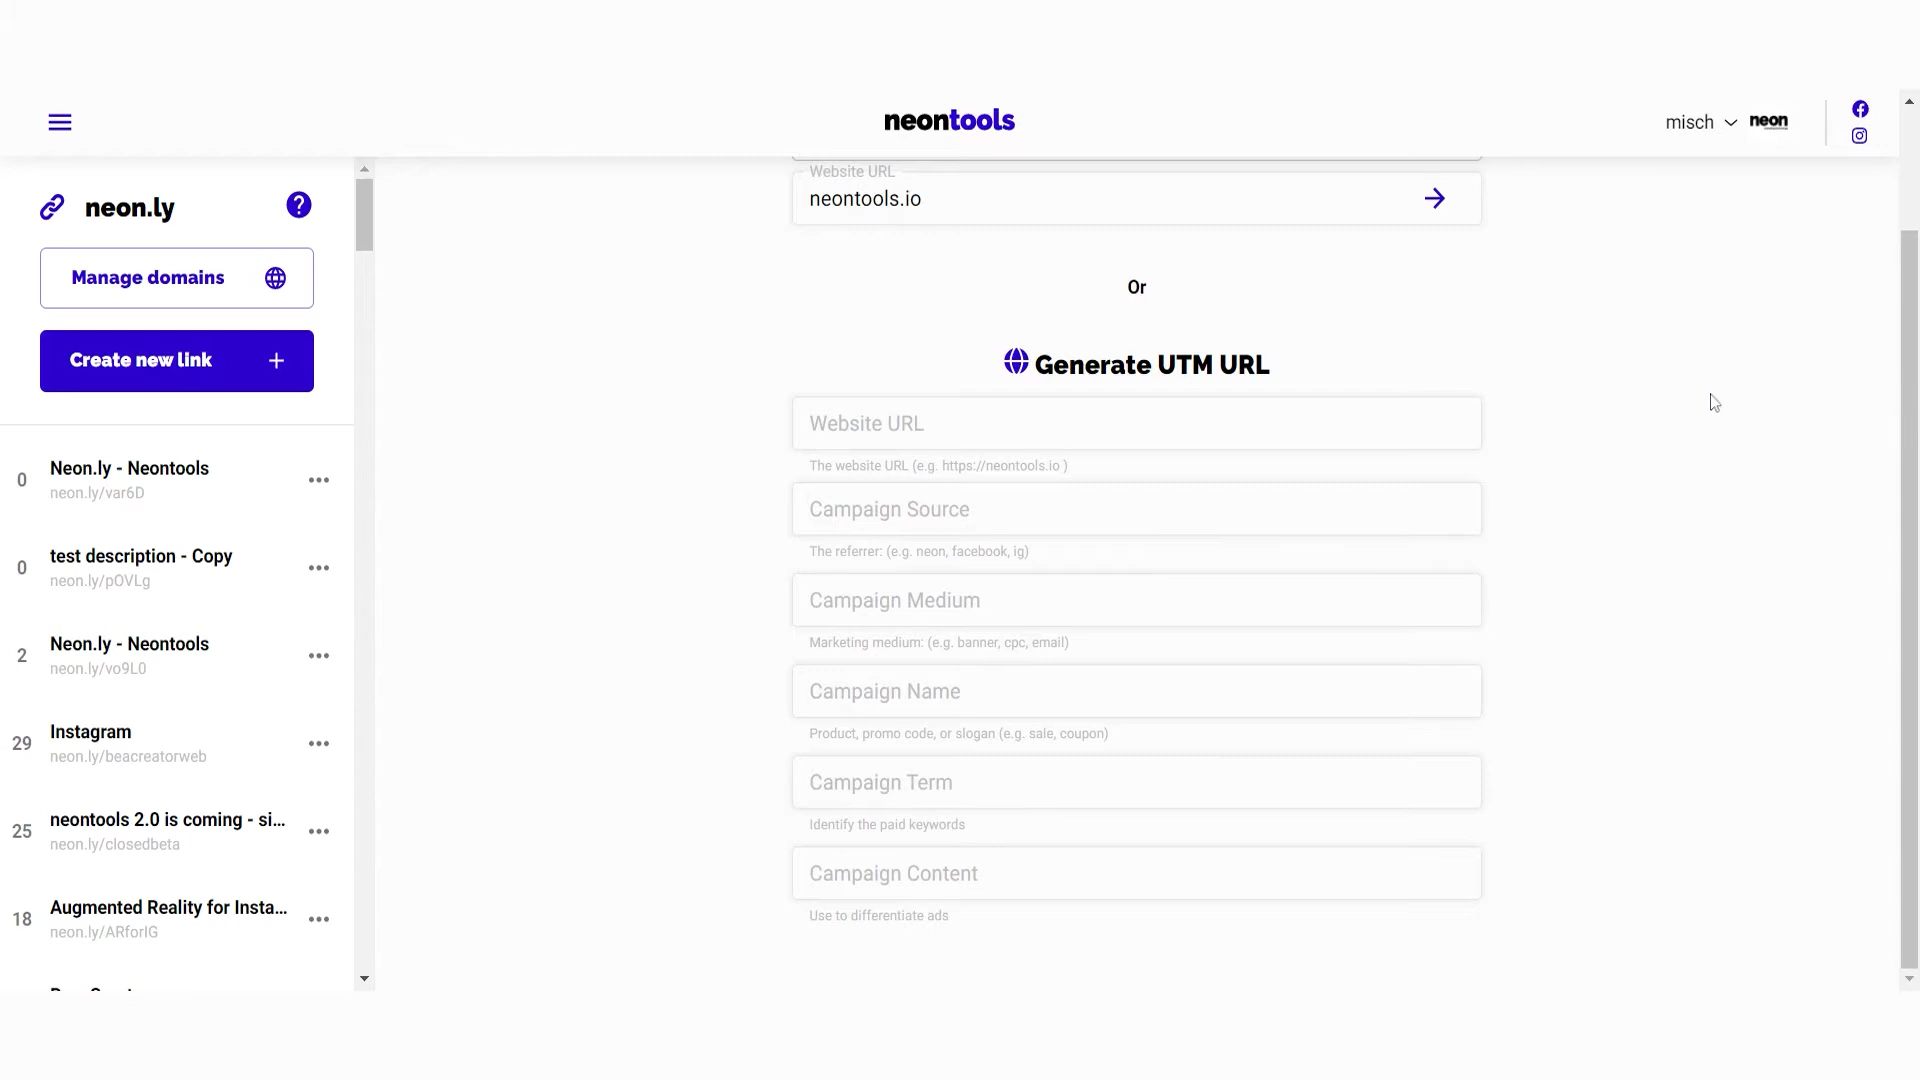 neontools
misch
neon
neon.ly
?
Manage domains
Create new link
0
Neon.ly - Neontools
neon.ly/var6D
0
test description - Copy
neon.ly/pOVLg
2
Neon.ly - Neontools
neon.ly/vo9L0
29
Instagram
neon.ly/beacreatorweb
25
neontools 2.0 is coming - si...
neon.ly/closedbeta
18
Augmented Reality for Insta...
neon.ly/ARforIG
Website URL
neontools.io
Or
Generate UTM URL
Website URL
The website URL (e.g. https://neontools.io )
Campaign Source
The referrer: (e.g. neon, facebook, ig)
Campaign Medium
Marketing medium: (e.g. banner, cpc, email)
Campaign Name
Product, promo code, or slogan (e.g. sale, coupon)
Campaign Term
Identify the paid keywords
Campaign Content
Use to differentiate ads